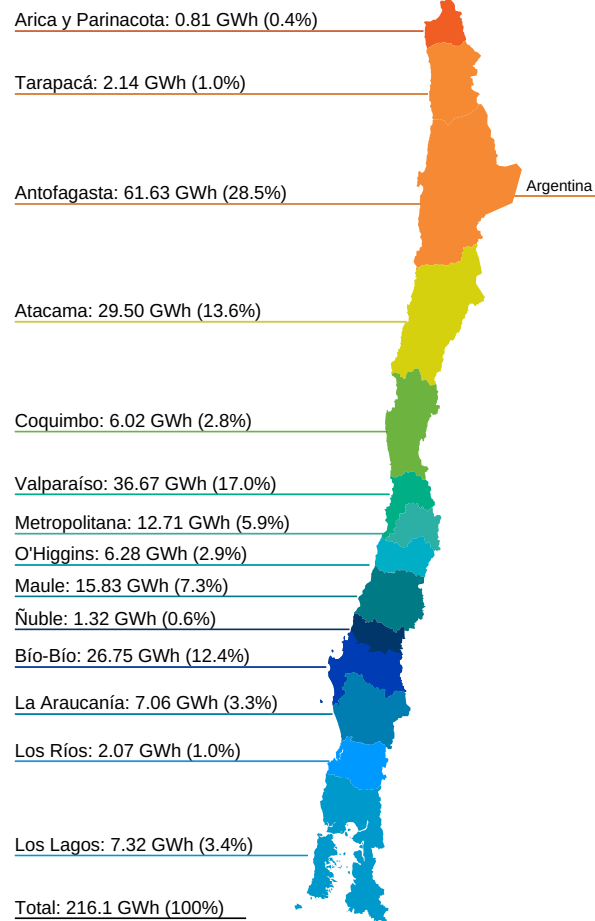 Arica y Parinacota: 0.81 GWh (0.4%)
Tarapacá: 2.14 GWh (1.0%)
Antofagasta: 61.63 GWh (28.5%)
Argentina
Atacama: 29.50 GWh (13.6%)
Coquimbo: 6.02 GWh (2.8%)
Valparaíso: 36.67 GWh (17.0%)
Metropolitana: 12.71 GWh (5.9%)
O'Higgins: 6.28 GWh (2.9%)
Maule: 15.83 GWh (7.3%)
Ñuble: 1.32 GWh (0.6%)
Bío-Bío: 26.75 GWh (12.4%)
La Araucanía: 7.06 GWh (3.3%)
Los Ríos: 2.07 GWh (1.0%)
Los Lagos: 7.32 GWh (3.4%)
Total: 216.1 GWh (100%)